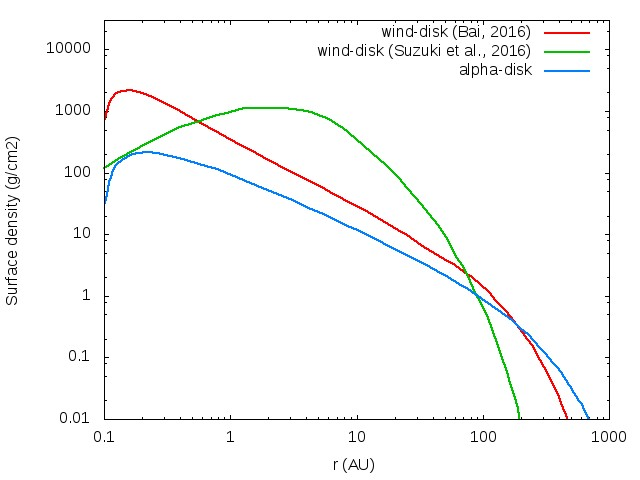 wind-disk (Bai, 2016)
wind-disk (Suzuki et al., 2016)
alpha-disk
Surface density (g/cm2)
10000
1000
100
10
1
0.1
0.01
0.1 1 10 100 1000
r (AU)